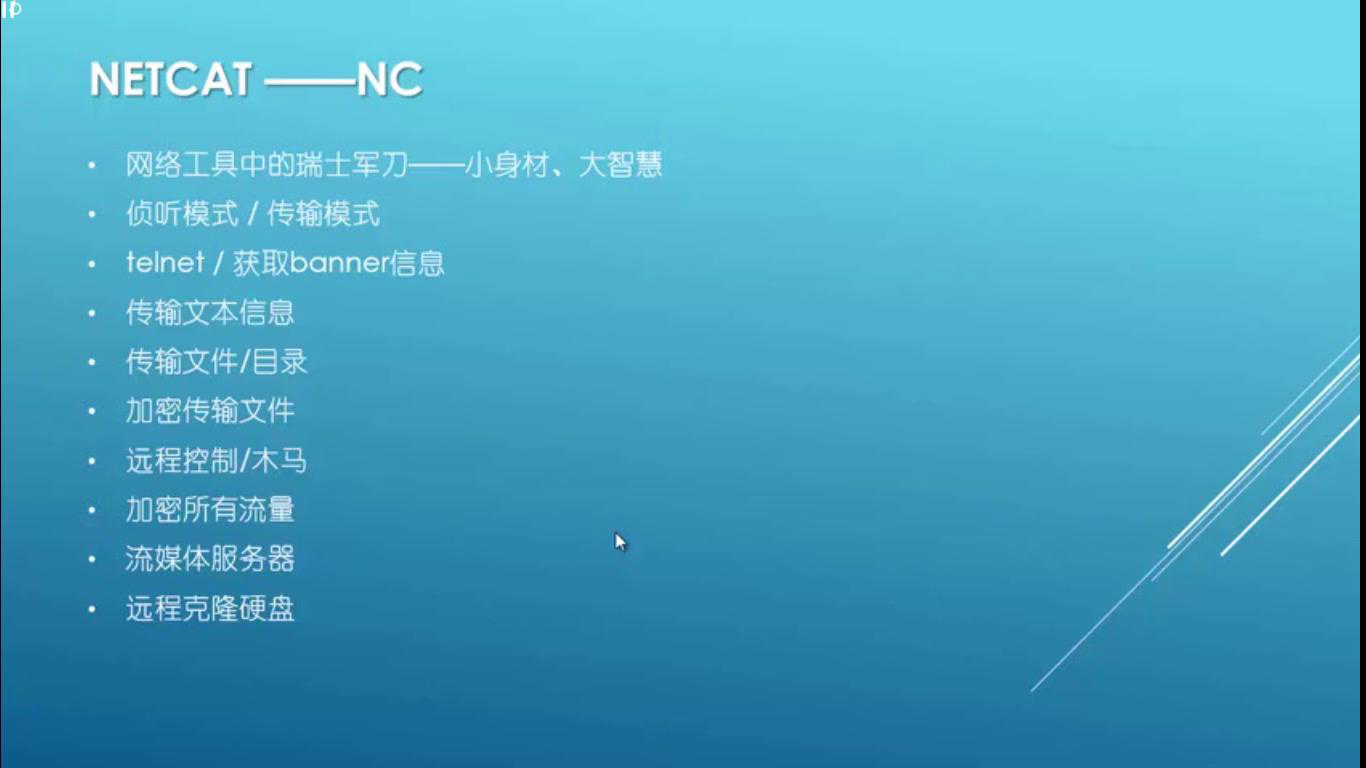 NETCAT ——NC
• 网络工具中的瑞士军刀——小身材、大智慧
• 侦听模式 / 传输模式
• telnet / 获取banner信息
• 传输文本信息
• 传输文件/目录
• 加密传输文件
• 远程控制/木马
• 加密所有流量
• 流媒体服务器
• 远程克隆硬盘